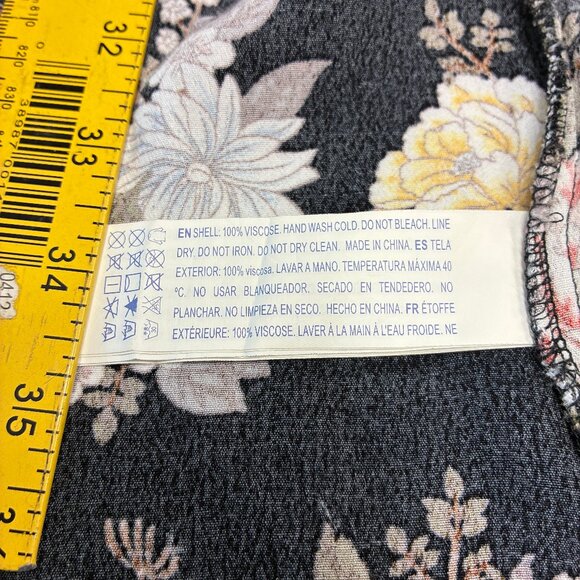 EN SHELL: 100% VISCOSE. HAND WASH COLD. DO NOT BLEACH. LINE
DRY. DO NOT IRON. DO NOT DRY CLEAN. MADE IN CHINA. ES TELA
EXTERIOR: 100% viscosa. LAVAR A MANO. TEMPERATURA MÁXIMA 40
ºC. NO USAR BLANQUEADOR. SECADO EN TENDEDERO. NO
PLANCHAR. NO LIMPIEZA EN SECO. HECHO EN CHINA. FR ÉTOFFE
EXTÉRIEURE: 100% VISCOSE. LAVER Á LA MAIN À L'EAU FROIDE. NE
32
33
34
35